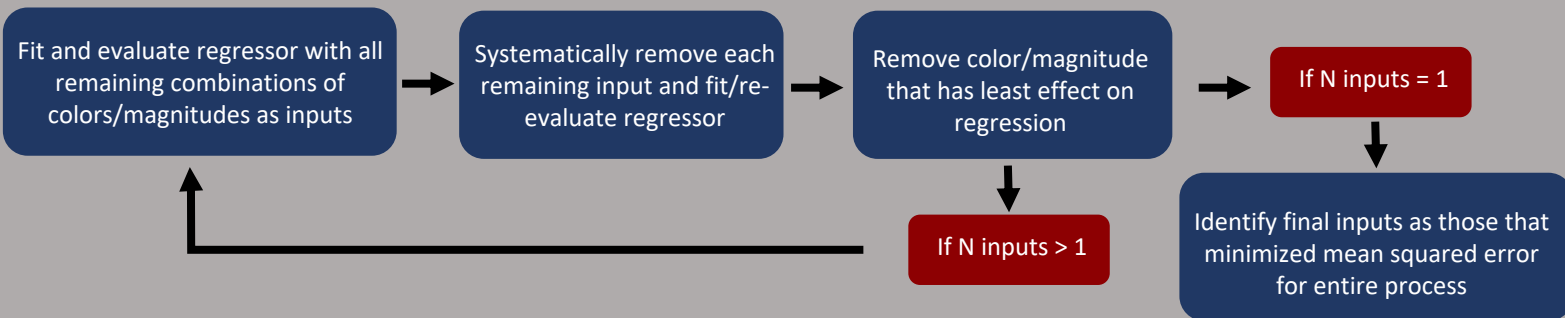 Fit and evaluate regressor with all
remaining combinations of
colors/magnitudes as inputs
Systematically remove each
remaining input and fit/re-
evaluate regressor
Remove color/magnitude
that has least effect on
regression
If N inputs = 1
If N inputs > 1
Identify final inputs as those that
minimized mean squared error
for entire process